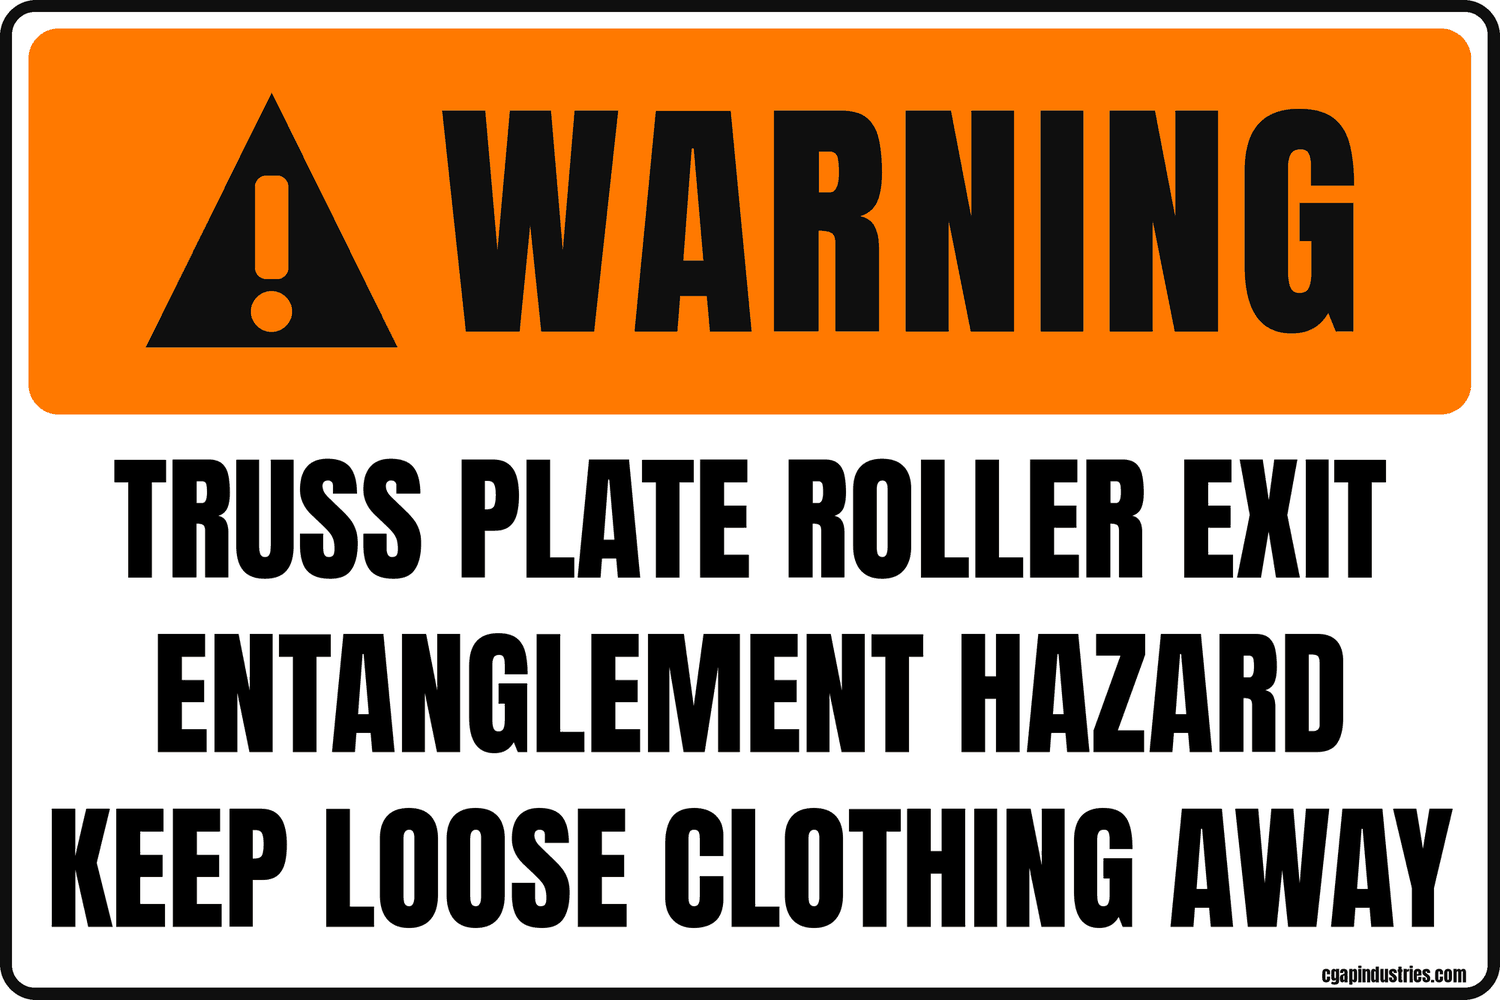 WARNING
TRUSS PLATE ROLLER EXIT
ENTANGLEMENT HAZARD
KEEP LOOSE CLOTHING AWAY
cgapindustries.com